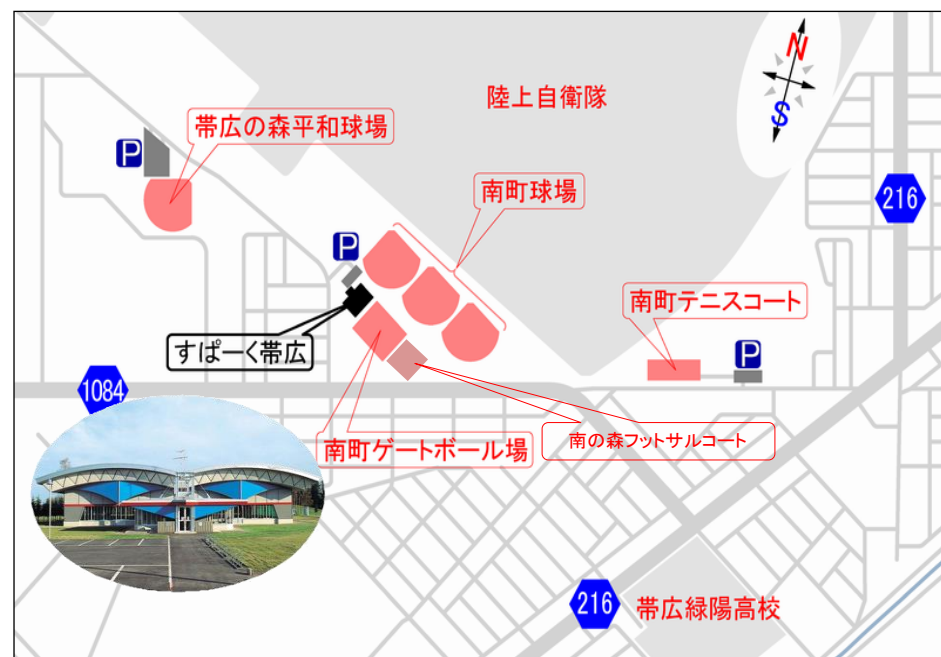 陸上自衛隊
N
S
帯広の森平和球場
P
南町球場
216
P
南町テニスコート
すぱーく帯広
P
1084
南町ゲートボール場
南の森フットサルコート
216
帯広緑陽高校